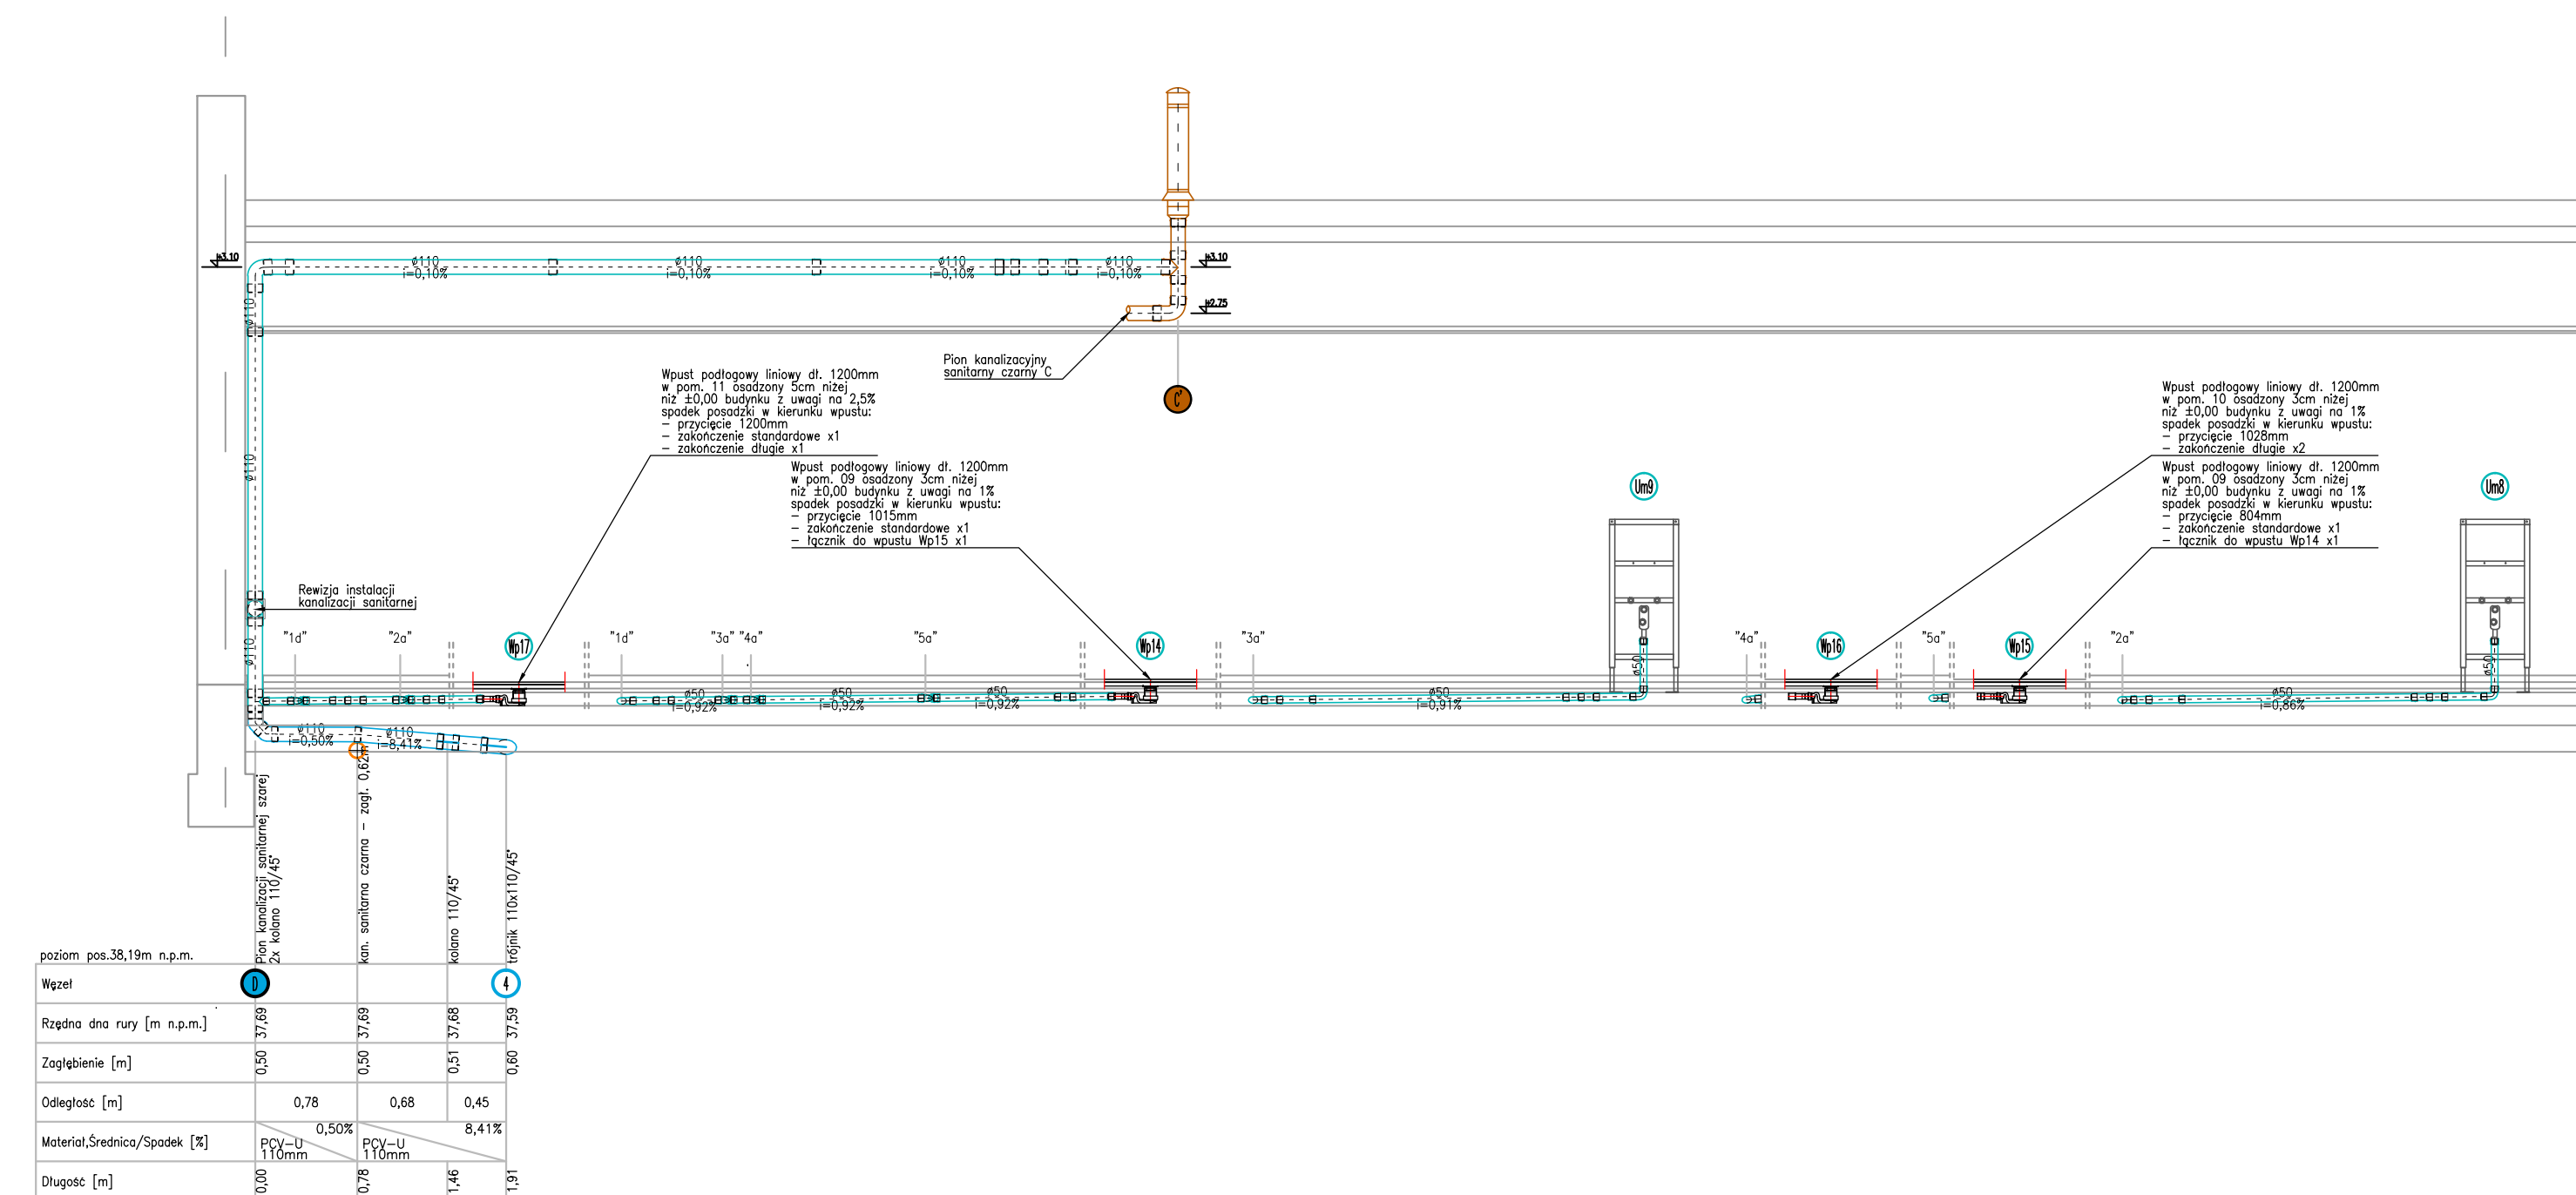 +3.10
ø110
i=0,10%
ø110
i=0,10%
ø110
i=0,10%
ø110
i=0,10%
+3.10
+2.75
ø110
ø110
ø110
Pion kanalizacyjny
sanitarny czarny C
C'
Wpust podłogowy liniowy dł. 1200mm
w pom. 11 osadzony 5cm niżej
niż ±0,00 budynku z uwagi na 2,5%
spadek posadzki w kierunku wpustu:
– przycięcie 1200mm
– zakończenie standardowe x1
– zakończenie długie x1
Wpust podłogowy liniowy dł. 1200mm
w pom. 09 osadzony 3cm niżej
niż ±0,00 budynku z uwagi na 1%
spadek posadzki w kierunku wpustu:
– przycięcie 1015mm
– zakończenie standardowe x1
– łącznik do wpustu Wp15 x1
Wpust podłogowy liniowy dł. 1200mm
w pom. 10 osadzony 3cm niżej
niż ±0,00 budynku z uwagi na 1%
spadek posadzki w kierunku wpustu:
– przycięcie 1028mm
– zakończenie długie x2
Wpust podłogowy liniowy dł. 1200mm
w pom. 09 osadzony 3cm niżej
niż ±0,00 budynku z uwagi na 1%
spadek posadzki w kierunku wpustu:
– przycięcie 804mm
– zakończenie standardowe x1
– łącznik do wpustu Wp14 x1
Um9
Um8
Rewizja instalacji
kanalizacji sanitarnej
"1d"
"2a"
Wp17
"1d"
"3a"
"4a"
"5a"
Wp14
"3a"
"4a"
Wp16
"5a"
Wp15
"2a"
ø50
i=0,92%
ø50
i=0,92%
ø50
i=0,92%
ø50
i=0,91%
ø50
ø50
i=0,86%
ø50
ø110
i=0,50%
ø110
i=8,41%
Pion kanalizacji sanitarnej szarej
2x kolano 110/45°
kan. sanitarna czarna – zagł. 0,62m
kolano 110/45°
trójnik 110x110/45°
poziom pos.38,19m n.p.m.
Węzeł
D
4
Rzędna dna rury [m n.p.m.]
37,69
37,69
37,68
37,59
Zagłębienie [m]
0,50
0,50
0,51
0,60
Odległość [m]
0,78
0,68
0,45
Materiał,Średnica/Spadek [%]
0,50%
PCV–U
110mm
8,41%
PCV–U
110mm
Długość [m]
0,00
0,78
1,46
1,91